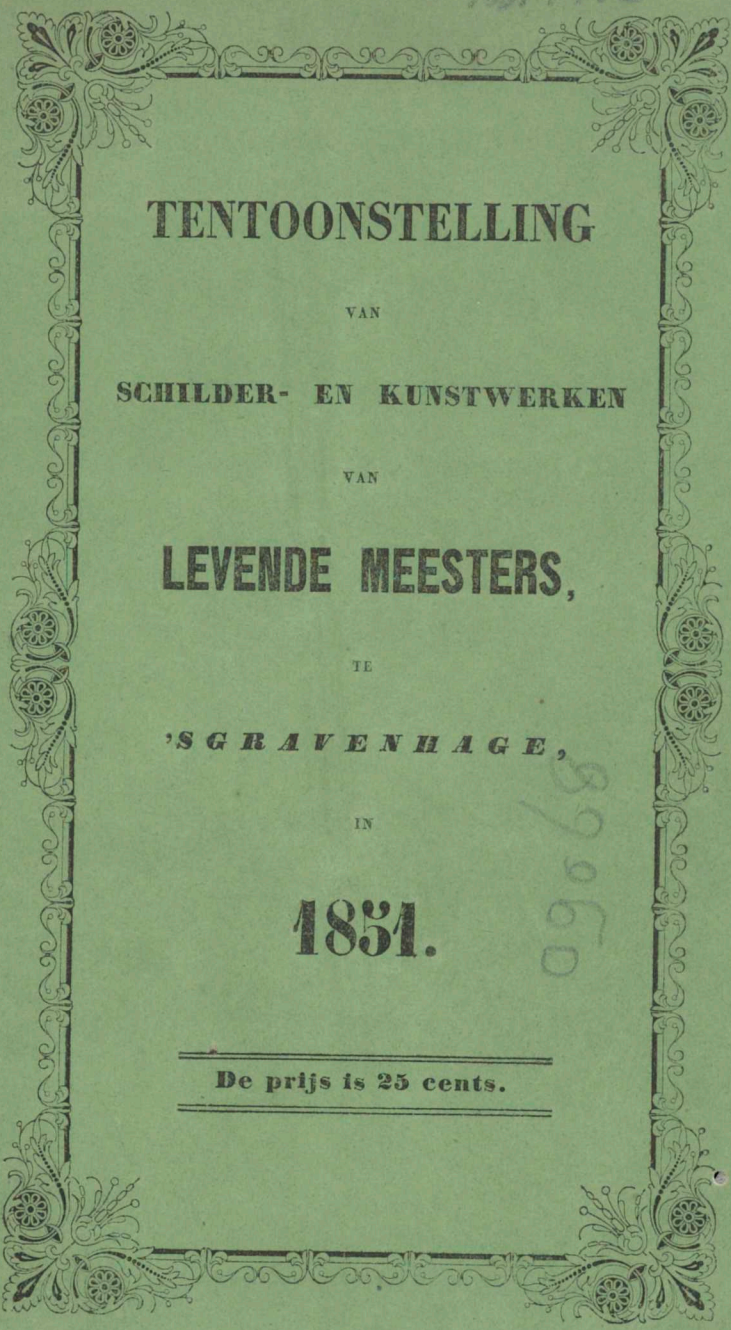 TENTOONSTELLING
VAN
SCHILDER- EN KUNSTWERKEN
VAN
LEVENDE MEESTERS,
TE
'SGRAVENHAGE,
IN
1851.
De prijs is 25 cents.